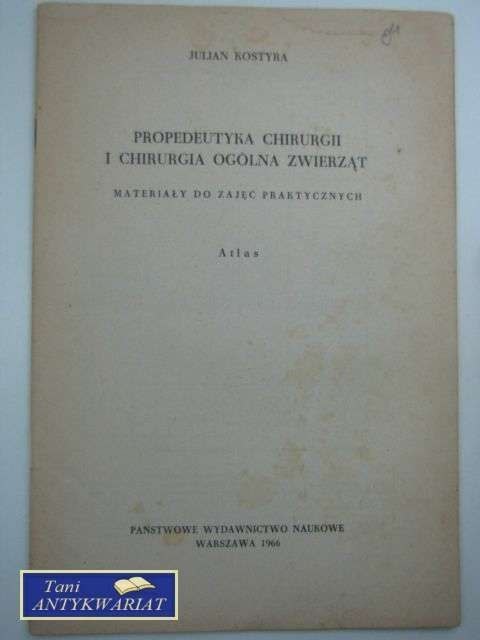 JULIAN KOSTYRA
PROPEDEUTYKA CHIRURGII
I CHIRURGIA OGÓLNA ZWIERZĄT
MATERIAŁY DO ZAJĘĆ PRAKTYCZNYCH
Atlas
PAŃSTWOWE WYDAWNICTWO NAUKOWE
WARSZAWA 1966
Tani
ANTYKWARIAT